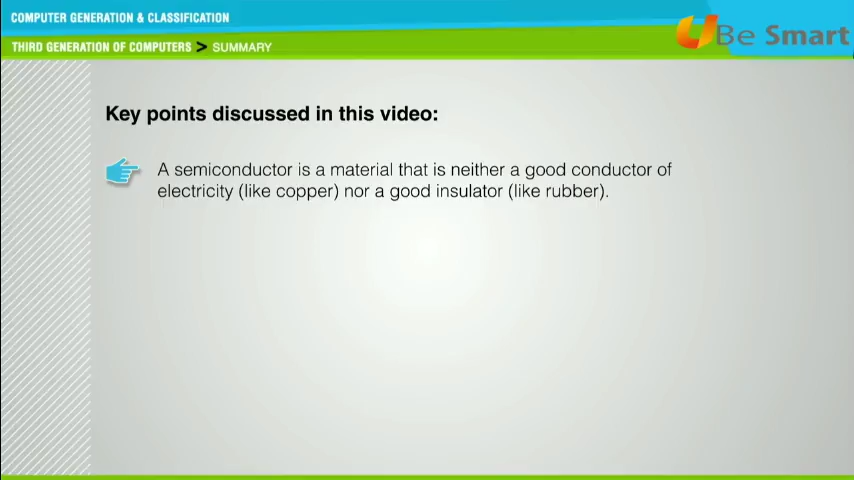 COMPUTER GENERATION & CLASSIFICATION
THIRD GENERATION OF COMPUTERS > SUMMARY
UBe Smart
Key points discussed in this video:
A semiconductor is a material that is neither a good conductor of
electricity (like copper) nor a good insulator (like rubber).